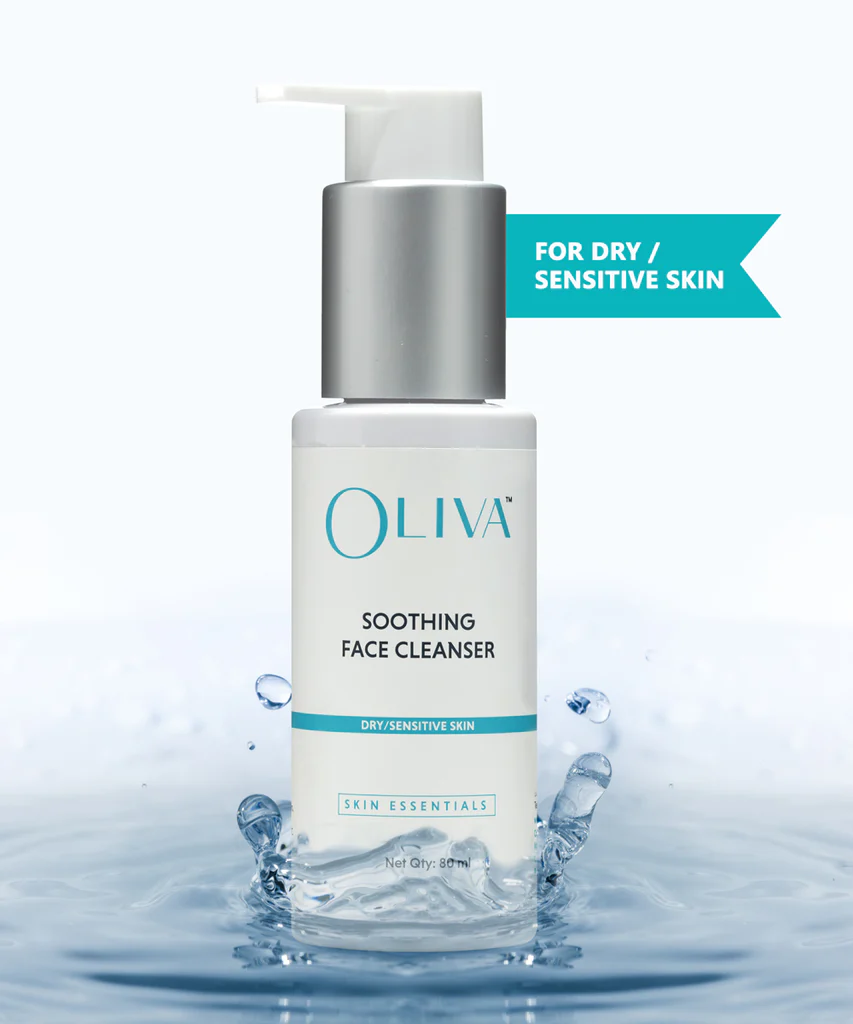 FOR DRY /
SENSITIVE SKIN
OLIVA™
SOOTHING
FACE CLEANSER
DRY/SENSITIVE SKIN
SKIN ESSENTIALS
Net Qty: 80 ml